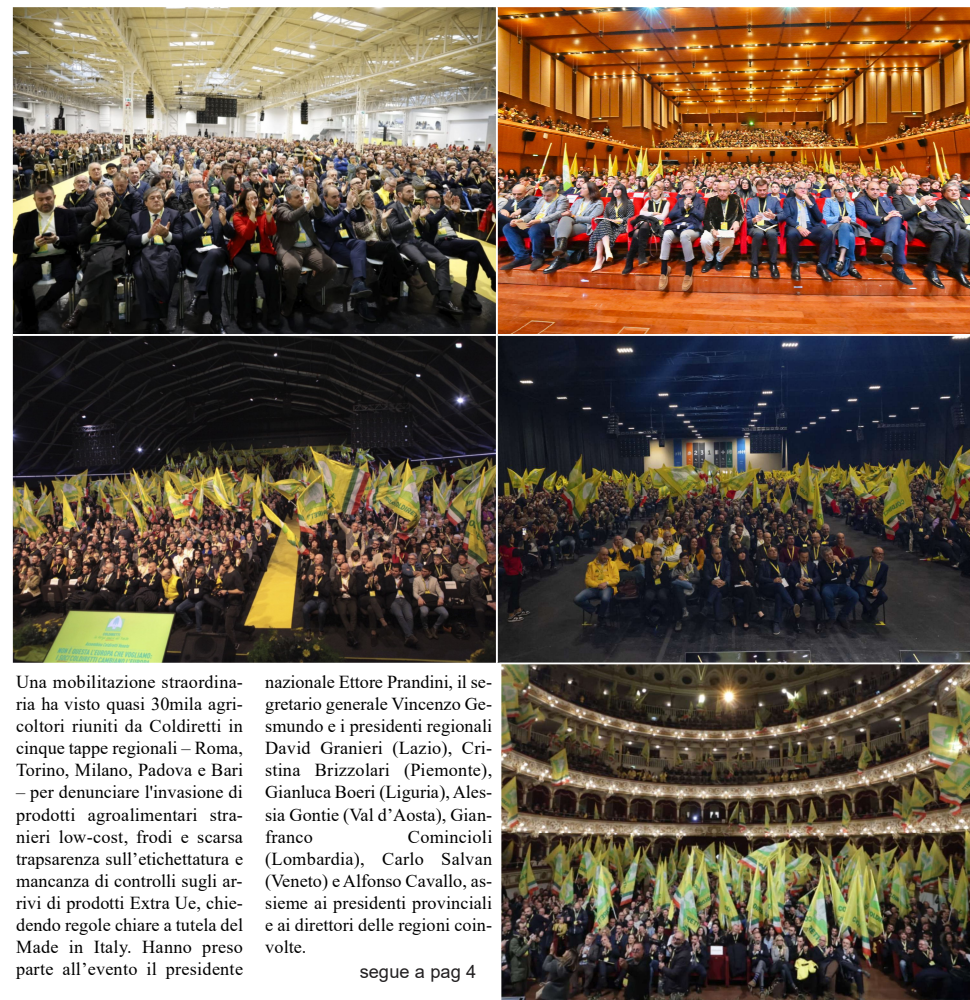 NON È QUESTA L'EUROPA CHE VOGLIAMO:
Una mobilitazione straordina-
ria ha visto quasi 30mila agri-
coltori riuniti da Coldiretti in
cinque tappe regionali – Roma,
Torino, Milano, Padova e Bari
– per denunciare l'invasione di
prodotti agroalimentari stra-
nieri low-cost, frodi e scarsa
trapsarenza sull’etichettatura e
mancanza di controlli sugli ar-
rivi di prodotti Extra Ue, chie-
dendo regole chiare a tutela del
Made in Italy. Hanno preso
parte all’evento il presidente
nazionale Ettore Prandini, il se-
gretario generale Vincenzo Ge-
smundo e i presidenti regionali
David Granieri (Lazio), Cri-
stina Brizzolari (Piemonte),
Gianluca Boeri (Liguria), Ales-
sia Gontie (Val d’Aosta), Gian-
franco Comincioli
(Lombardia), Carlo Salvan
(Veneto) e Alfonso Cavallo, as-
sieme ai presidenti provinciali
e ai direttori delle regioni coin-
volte.
segue a pag 4